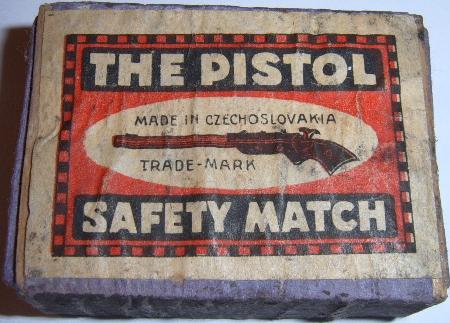 THE PISTOL
MADE IN CZECHOSLOVAKIA
TRADE-MARK
SAFETY MATCH